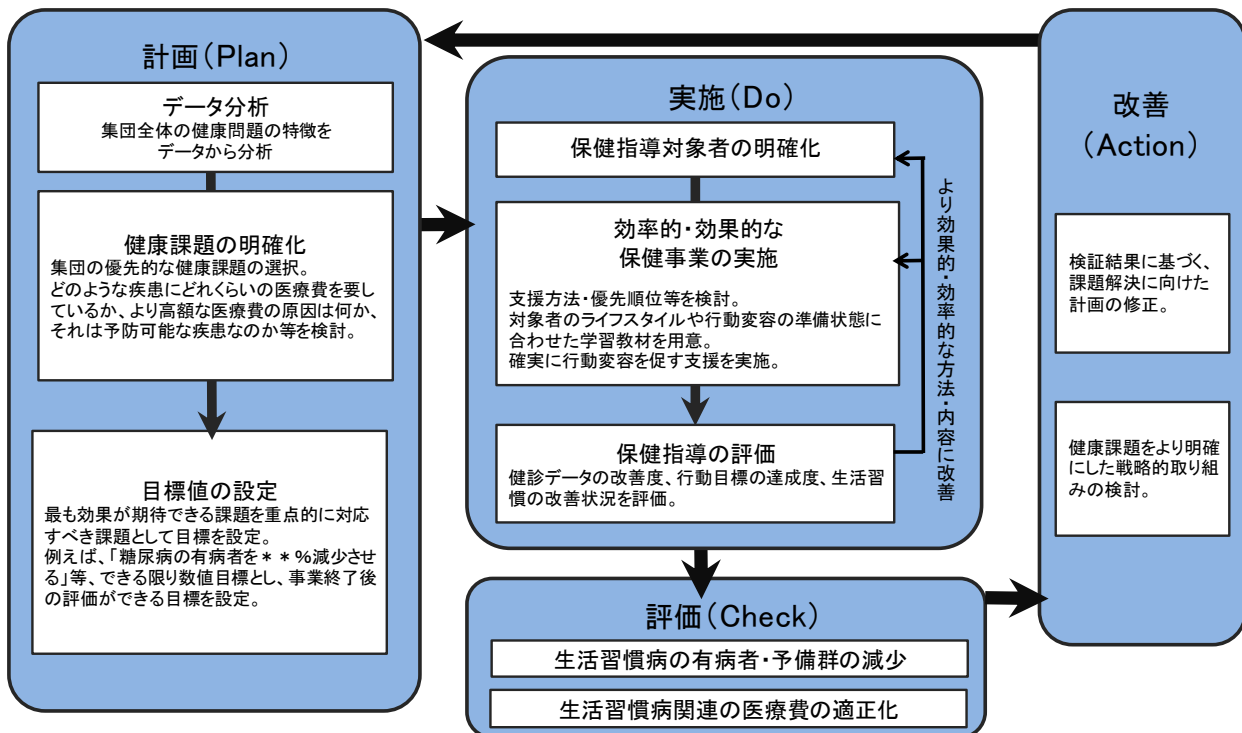 計画(Plan)
データ分析
集団全体の健康問題の特徴を
データから分析
健康課題の明確化
集団の優先的な健康課題の選択。
どのような疾患にどれくらいの医療費を要し
ているか、より高額な医療費の原因は何か、
それは予防可能な疾患なのか等を検討。
目標値の設定
最も効果が期待できる課題を重点的に対応
すべき課題として目標を設定。
例えば、「糖尿病の有病者を**%減少させ
る」等、できる限り数値目標とし、事業終了後
の評価ができる目標を設定。
実施(Do)
保健指導対象者の明確化
効率的・効果的な
保健事業の実施
支援方法・優先順位等を検討。
対象者のライフスタイルや行動変容の準備状態に
合わせた学習教材を用意。
確実に行動変容を促す支援を実施。
保健指導の評価
健診データの改善度、行動目標の達成度、生活習
慣の改善状況を評価。
より効果的・効率的な方法・内容に改善
評価(Check)
生活習慣病の有病者・予備群の減少
生活習慣病関連の医療費の適正化
改善
(Action)
検証結果に基づく、
課題解決に向けた
計画の修正。
健康課題をより明確
にした戦略的取り組
みの検討。